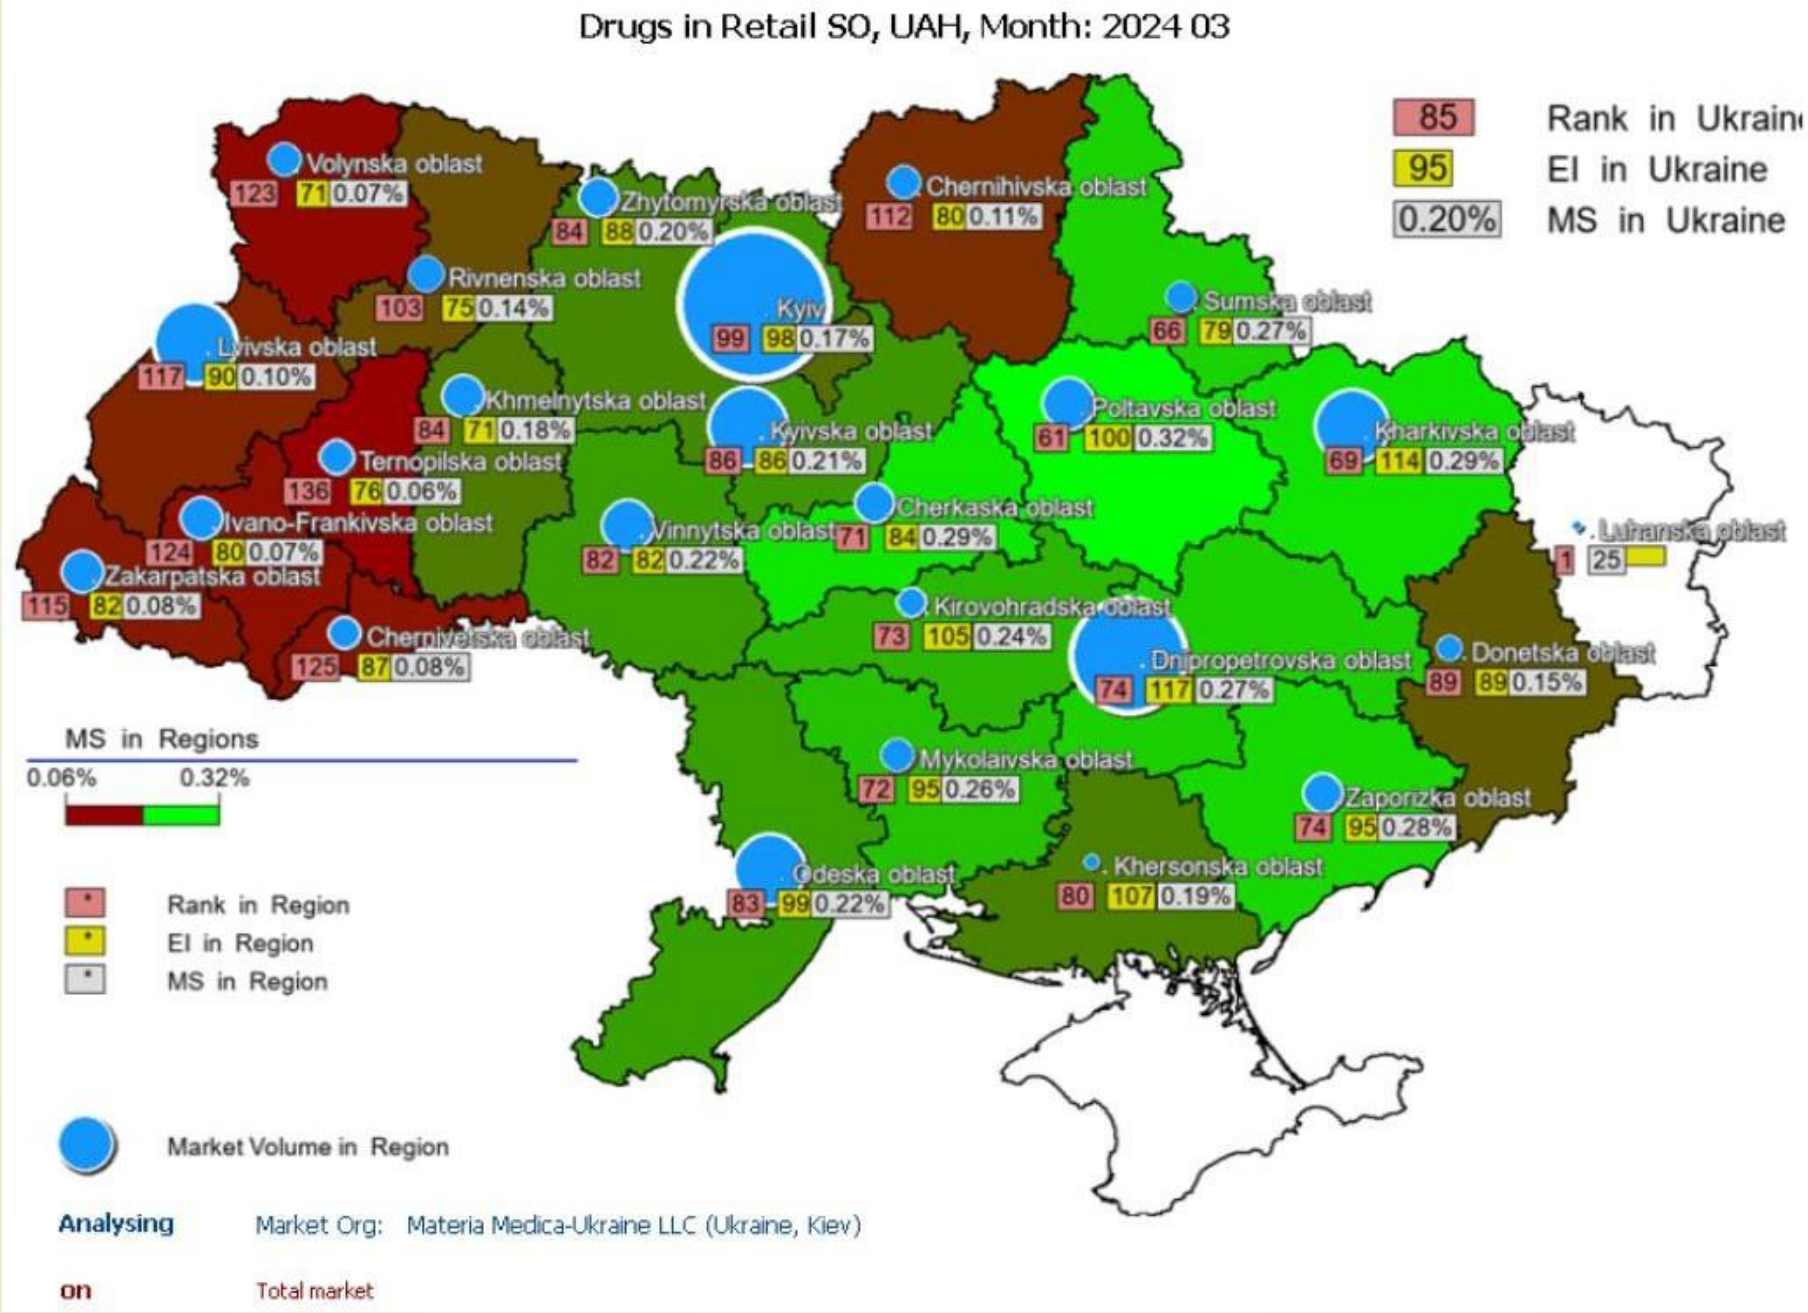 Drugs in Retail SO, UAH, Month: 2024 03
85 Rank in Ukrain
95 EI in Ukraine
0.20% MS in Ukraine
Volynska oblast
123 71 0.07%
Zhytomyrska oblast
84 88 0.20%
Chernihivska oblast
112 80 0.11%
Rivnenska oblast
103 75 0.14%
Kyiv
99 98 0.17%
Sumska oblast
66 79 0.27%
Lvivska oblast
117 90 0.10%
Khmelnytska oblast
84 71 0.18%
Kyivska oblast
86 86 0.21%
Poltavska oblast
61 100 0.32%
Kharkivska oblast
69 114 0.29%
Ternopilska oblast
136 76 0.06%
Ivano-Frankivska oblast
124 80 0.07%
Vinnytska oblast
82 82 0.22%
Cherkaska oblast
71 84 0.29%
Luhanska oblast
1 25
Zakarpatska oblast
115 82 0.08%
Chernivetska oblast
125 87 0.08%
Kirovohradska oblast
73 105 0.24%
Dnipropetrovska oblast
74 117 0.27%
Donetska oblast
89 89 0.15%
Mykolaivska oblast
72 95 0.26%
Zaporizka oblast
74 95 0.28%
Odeska oblast
83 99 0.22%
Khersonska oblast
80 107 0.19%
MS in Regions
0.06% 0.32%
* Rank in Region
* EI in Region
* MS in Region
Market Volume in Region
Analysing Market Org: Materia Medica-Ukraine LLC (Ukraine, Kiev)
on Total market